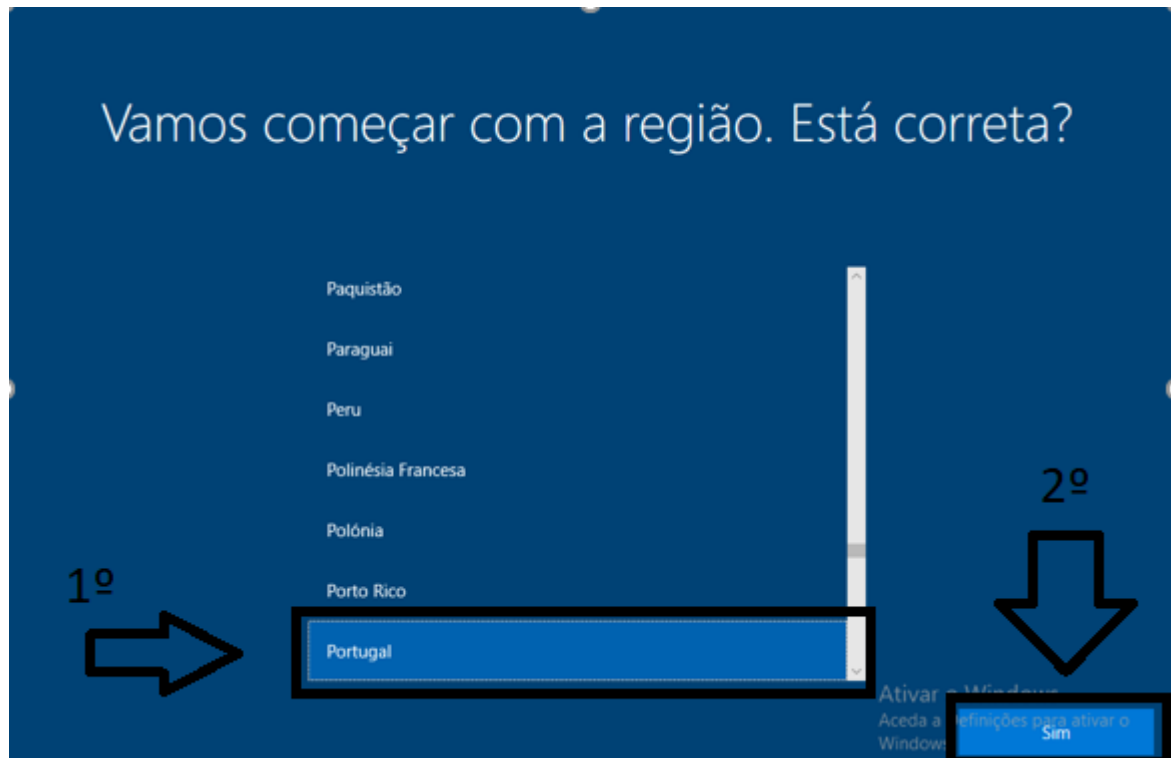 Vamos começar com a região. Está correta?
Paquistão
Paraguai
Peru
Polinésia Francesa
2º
Polónia
1º
Porto Rico
Portugal
Ativar o Windows
Aceda a Definições para ativar o
Windows
Sim